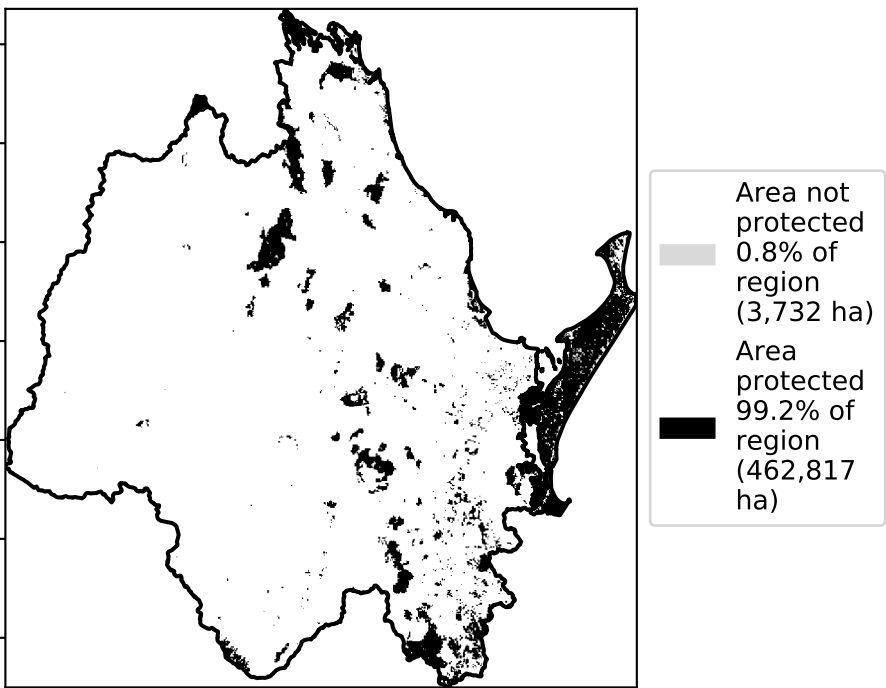 Area not
protected
0.8% of
region
(3,732 ha)
Area
protected
99.2% of
region
(462,817
ha)